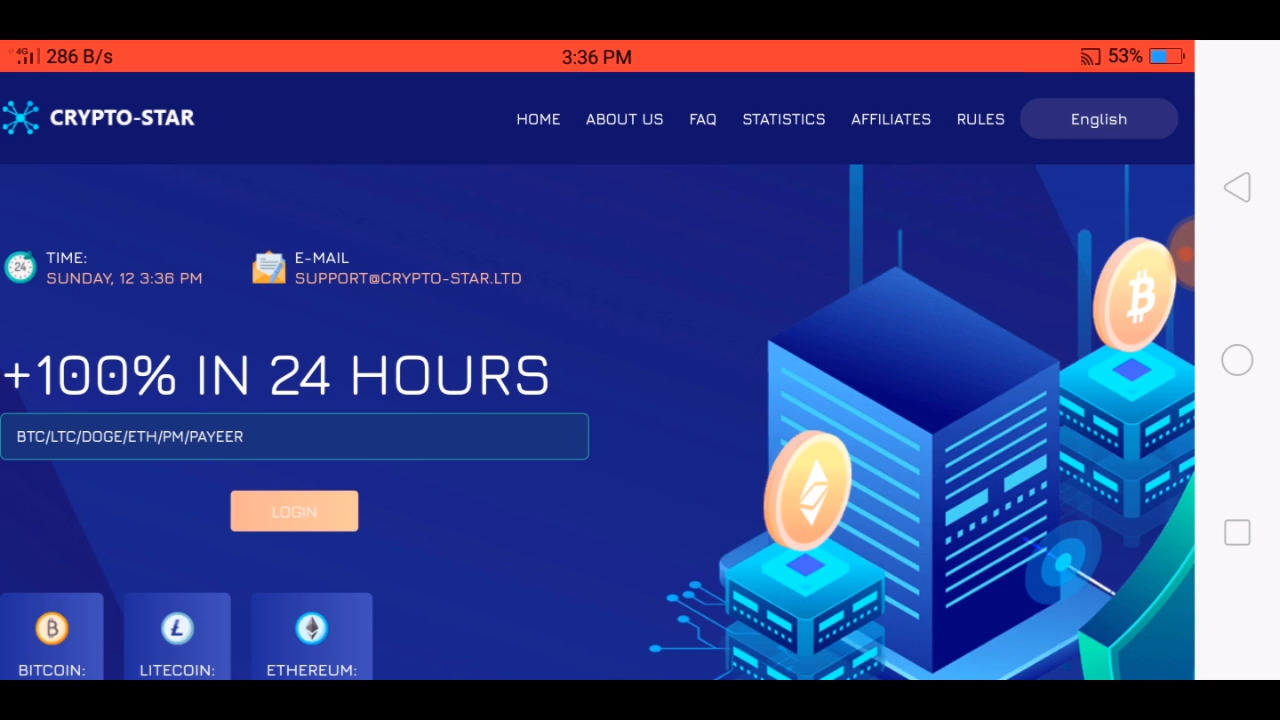 4G 286 B/s 3:36 PM 53%
CRYPTO-STAR HOME ABOUT US FAQ STATISTICS AFFILIATES RULES English
TIME: E-MAIL
SUNDAY, 12 3:36 PM SUPPORT@CRYPTO-STAR.LTD
+100% IN 24 HOURS
BTC/LTC/DOGE/ETH/PM/PAYEER
LOGIN
BITCOIN: LITECOIN: ETHEREUM: